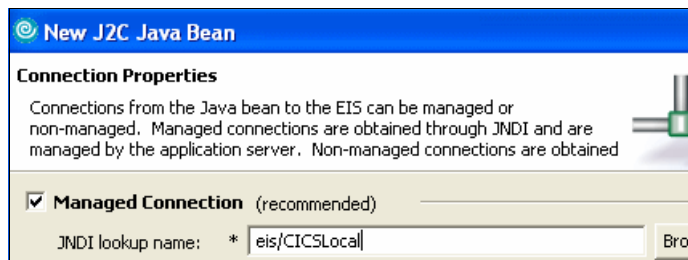 New J2C Java Bean
Connection Properties
Connections from the Java bean to the EIS can be managed or
non-managed. Managed connections are obtained through JNDI and are
managed by the application server. Non-managed connections are obtained
Managed Connection (recommended)
JNDI lookup name: * eis/CICSLocal Bro